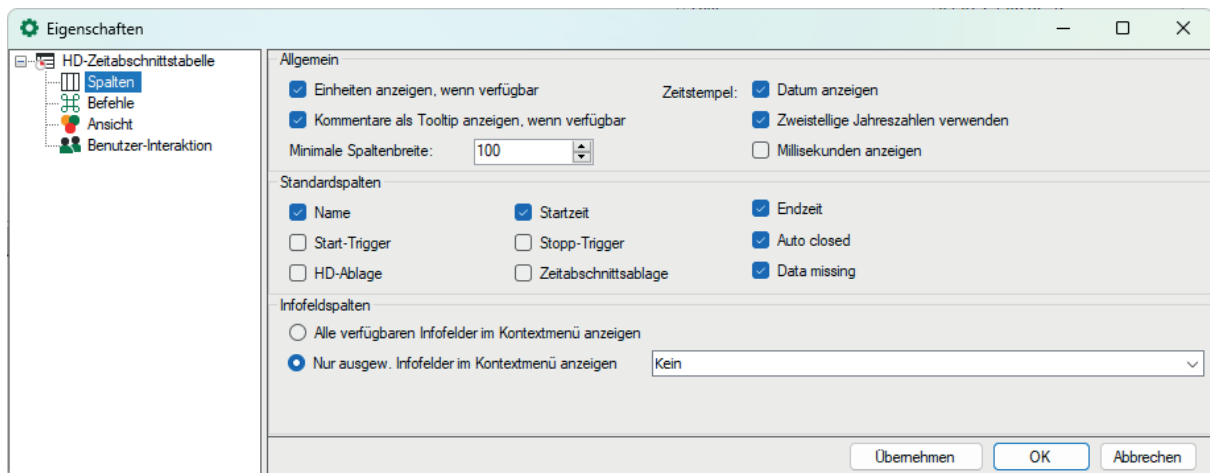 Eigenschaften
HD-Zeitabschnittstabelle
Spalten
Befehle
Ansicht
Benutzer-Interaktion
Allgemein
Einheiten anzeigen, wenn verfügbar
Zeitstempel:
Datum anzeigen
Kommentare als Tooltip anzeigen, wenn verfügbar
Zweistellige Jahreszahlen verwenden
Minimale Spaltenbreite:
100
Millisekunden anzeigen
Standardspalten
Name
Startzeit
Endzeit
Start-Trigger
Stopp-Trigger
Auto closed
HD-Ablage
Zeitabschnittsablage
Data missing
Infofeldspalten
Alle verfügbaren Infofelder im Kontextmenü anzeigen
Nur ausgew. Infofelder im Kontextmenü anzeigen
Kein
Übernehmen
OK
Abbrechen